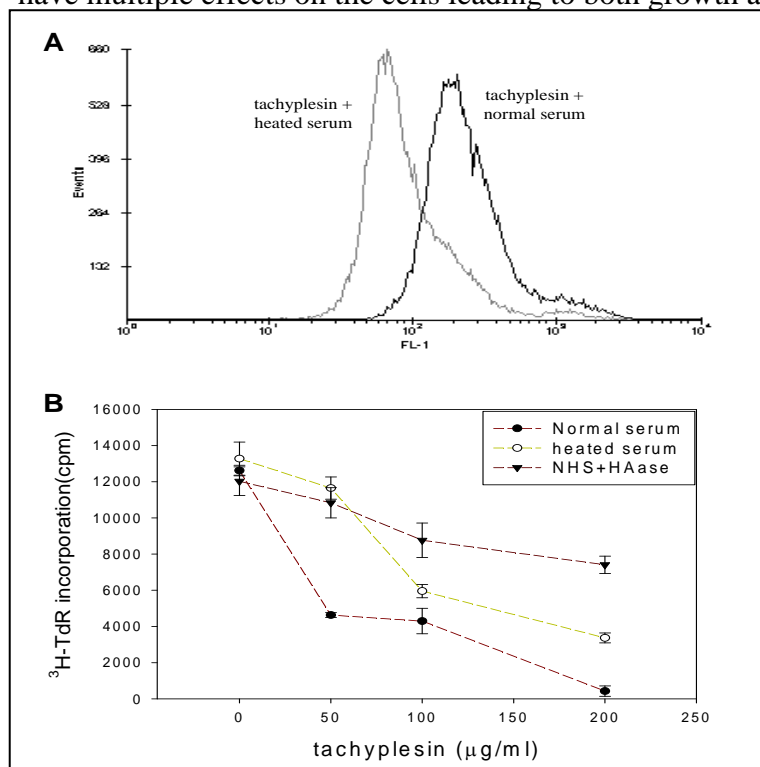 have multiple effects on the cells leading to both growth a
A
660
528
396
264
132
Events
tachyplesin +
heated serum
tachyplesin +
normal serum
10⁰
10¹
10²
10³
10⁴
FL-1
B
16000
14000
12000
10000
8000
6000
4000
2000
0
³H-TdR incorporation(cpm)
Normal serum
heated serum
NHS+HAase
0
50
100
150
200
250
tachyplesin (μg/ml)